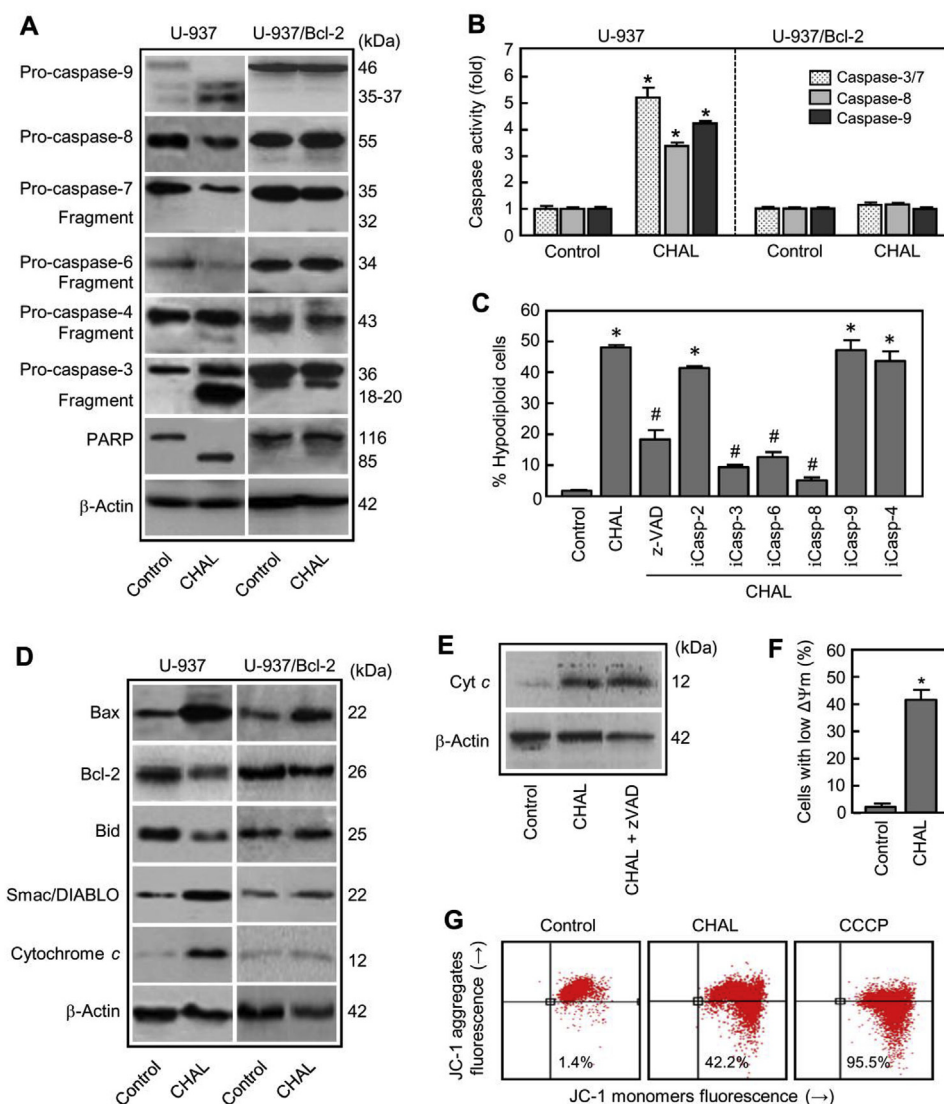 A
U-937 U-937/Bcl-2 (kDa)
Pro-caspase-9 46
35-37
Pro-caspase-8 55
Pro-caspase-7 35
Fragment 32
Pro-caspase-6 34
Fragment
Pro-caspase-4 43
Fragment
Pro-caspase-3 36
Fragment 18-20
PARP 116
85
β-Actin 42
Control CHAL Control CHAL
B
U-937 U-937/Bcl-2
Caspase activity (fold)
7
6
5
4
3
2
1
0
* * *
Caspase-3/7
Caspase-8
Caspase-9
Control CHAL Control CHAL
C
% Hypodiploid cells
60
50
40
30
20
10
0
* # * # # # * *
Control CHAL z-VAD iCasp-2 iCasp-3 iCasp-6 iCasp-8 iCasp-9 iCasp-4
CHAL
D
U-937 U-937/Bcl-2 (kDa)
Bax 22
Bcl-2 26
Bid 25
Smac/DIABLO 22
Cytochrome c 12
β-Actin 42
Control CHAL Control CHAL
E
(kDa)
Cyt c 12
β-Actin 42
Control CHAL CHAL + zVAD
F
Cells with low ΔΨm (%)
60
50
40
30
20
10
0
*
Control CHAL
G
Control CHAL CCCP
JC-1 aggregates
fluorescence (→)
1.4% 42.2% 95.5%
JC-1 monomers fluorescence (→)